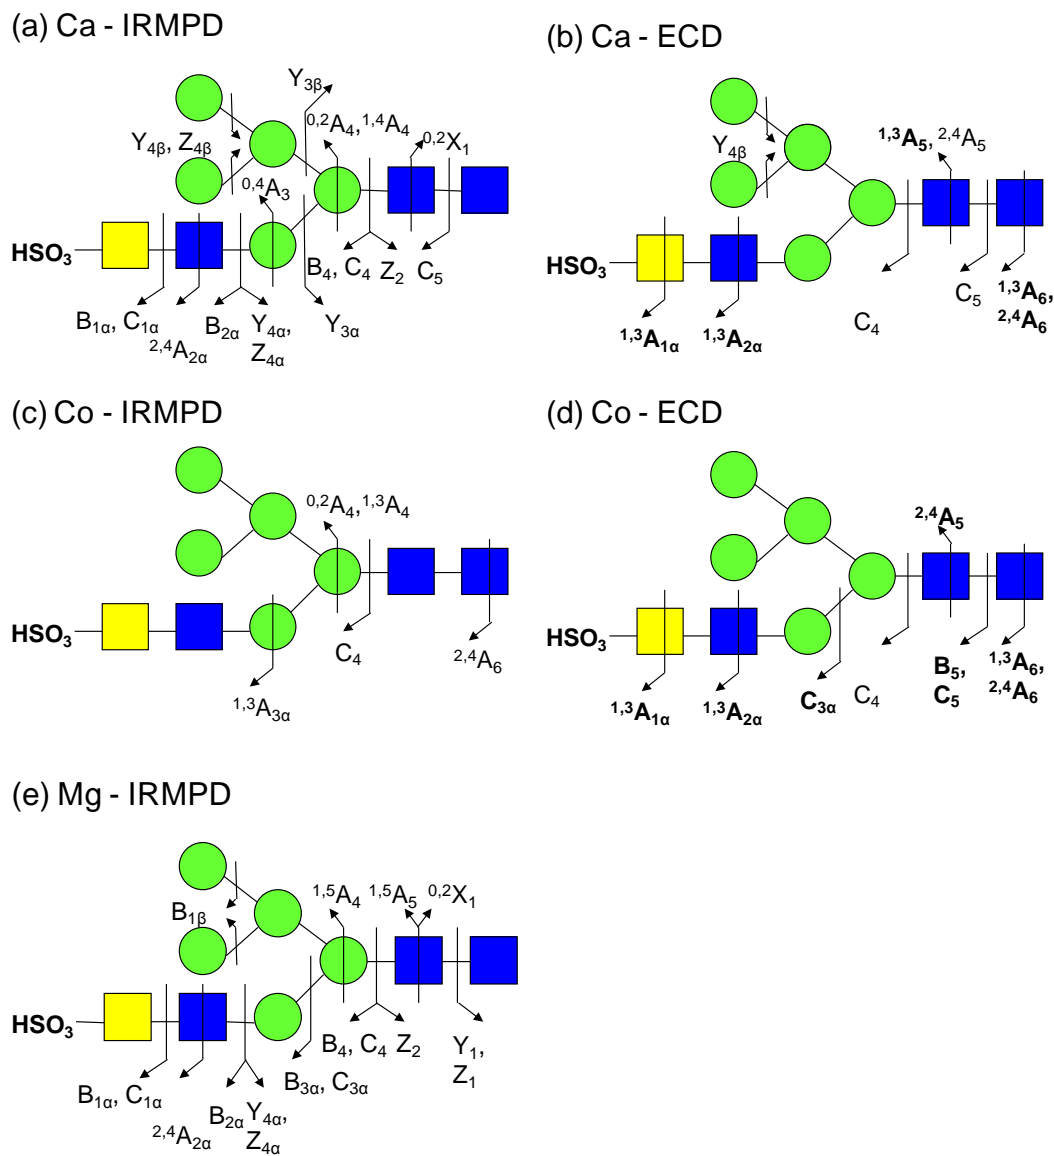 (a) Ca - IRMPD
Y₃β
⁰,²A₄, ¹,⁴A₄
Y₄β, Z₄β
⁰,²X₁
⁰,⁴A₃
HSO₃
B₄, C₄ Z₂ C₅
B₁α, C₁α
B₂α Y₄α, Y₃α
²,⁴A₂α
Z₄α
(b) Ca - ECD
¹,³A₅, ²,⁴A₅
Y₄β
HSO₃
C₅ ¹,³A₆,
C₄ ²,⁴A₆
¹,³A₁α ¹,³A₂α
(c) Co - IRMPD
⁰,²A₄, ¹,³A₄
HSO₃
C₄ ²,⁴A₆
¹,³A₃α
(d) Co - ECD
²,⁴A₅
HSO₃
B₅, ¹,³A₆,
C₃α C₄ C₅ ²,⁴A₆
¹,³A₁α ¹,³A₂α
(e) Mg - IRMPD
¹,⁵A₄ ¹,⁵A₅ ⁰,²X₁
B₁β
HSO₃
B₄, C₄ Z₂ Y₁,
Z₁
B₁α, C₁α B₃α, C₃α
B₂α Y₄α,
²,⁴A₂α Z₄α